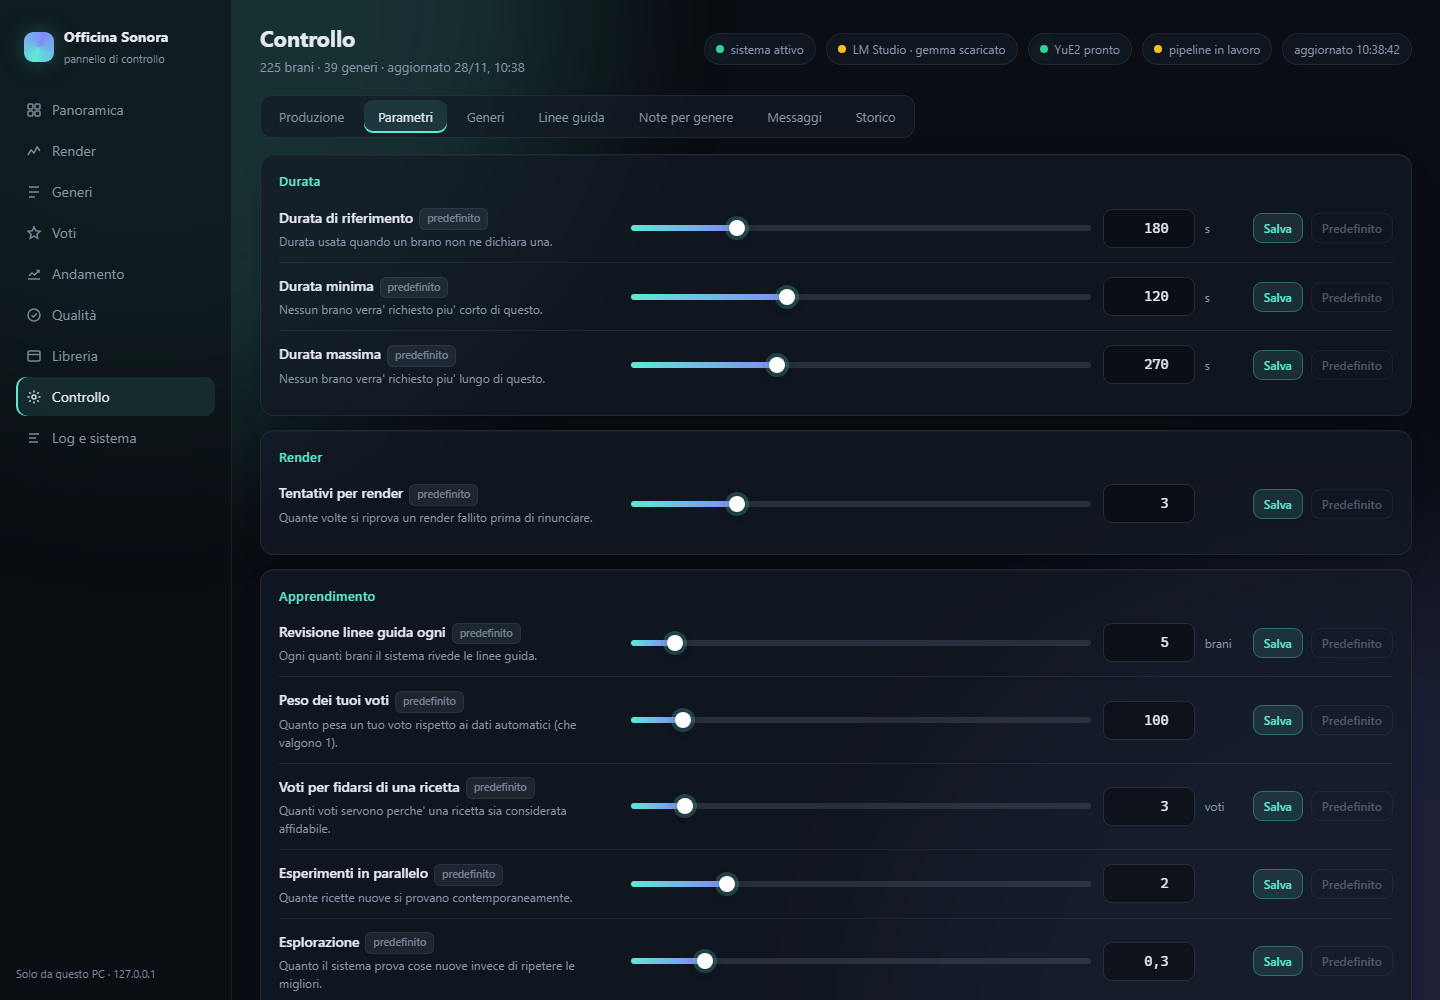 Officina Sonora
pannello di controllo
Panoramica
Render
Generi
Voti
Andamento
Qualità
Libreria
Controllo
Log e sistema
Solo da questo PC · 127.0.0.1
Controllo
225 brani · 39 generi · aggiornato 28/11, 10:38
sistema attivo
LM Studio · gemma scaricato
YuE2 pronto
pipeline in lavoro
aggiornato 10:38:42
Produzione
Parametri
Generi
Linee guida
Note per genere
Messaggi
Storico
Durata
Durata di riferimento predefinito
Durata usata quando un brano non ne dichiara una.
180 s Salva Predefinito
Durata minima predefinito
Nessun brano verra' richiesto piu' corto di questo.
120 s Salva Predefinito
Durata massima predefinito
Nessun brano verra' richiesto piu' lungo di questo.
270 s Salva Predefinito
Render
Tentativi per render predefinito
Quante volte si riprova un render fallito prima di rinunciare.
3 Salva Predefinito
Apprendimento
Revisione linee guida ogni predefinito
Ogni quanti brani il sistema rivede le linee guida.
5 brani Salva Predefinito
Peso dei tuoi voti predefinito
Quanto pesa un tuo voto rispetto ai dati automatici (che
valgono 1).
100 Salva Predefinito
Voti per fidarsi di una ricetta predefinito
Quanti voti servono perche' una ricetta sia considerata
affidabile.
3 voti Salva Predefinito
Esperimenti in parallelo predefinito
Quante ricette nuove si provano contemporaneamente.
2 Salva Predefinito
Esplorazione predefinito
Quanto il sistema prova cose nuove invece di ripetere le
migliori.
0,3 Salva Predefinito